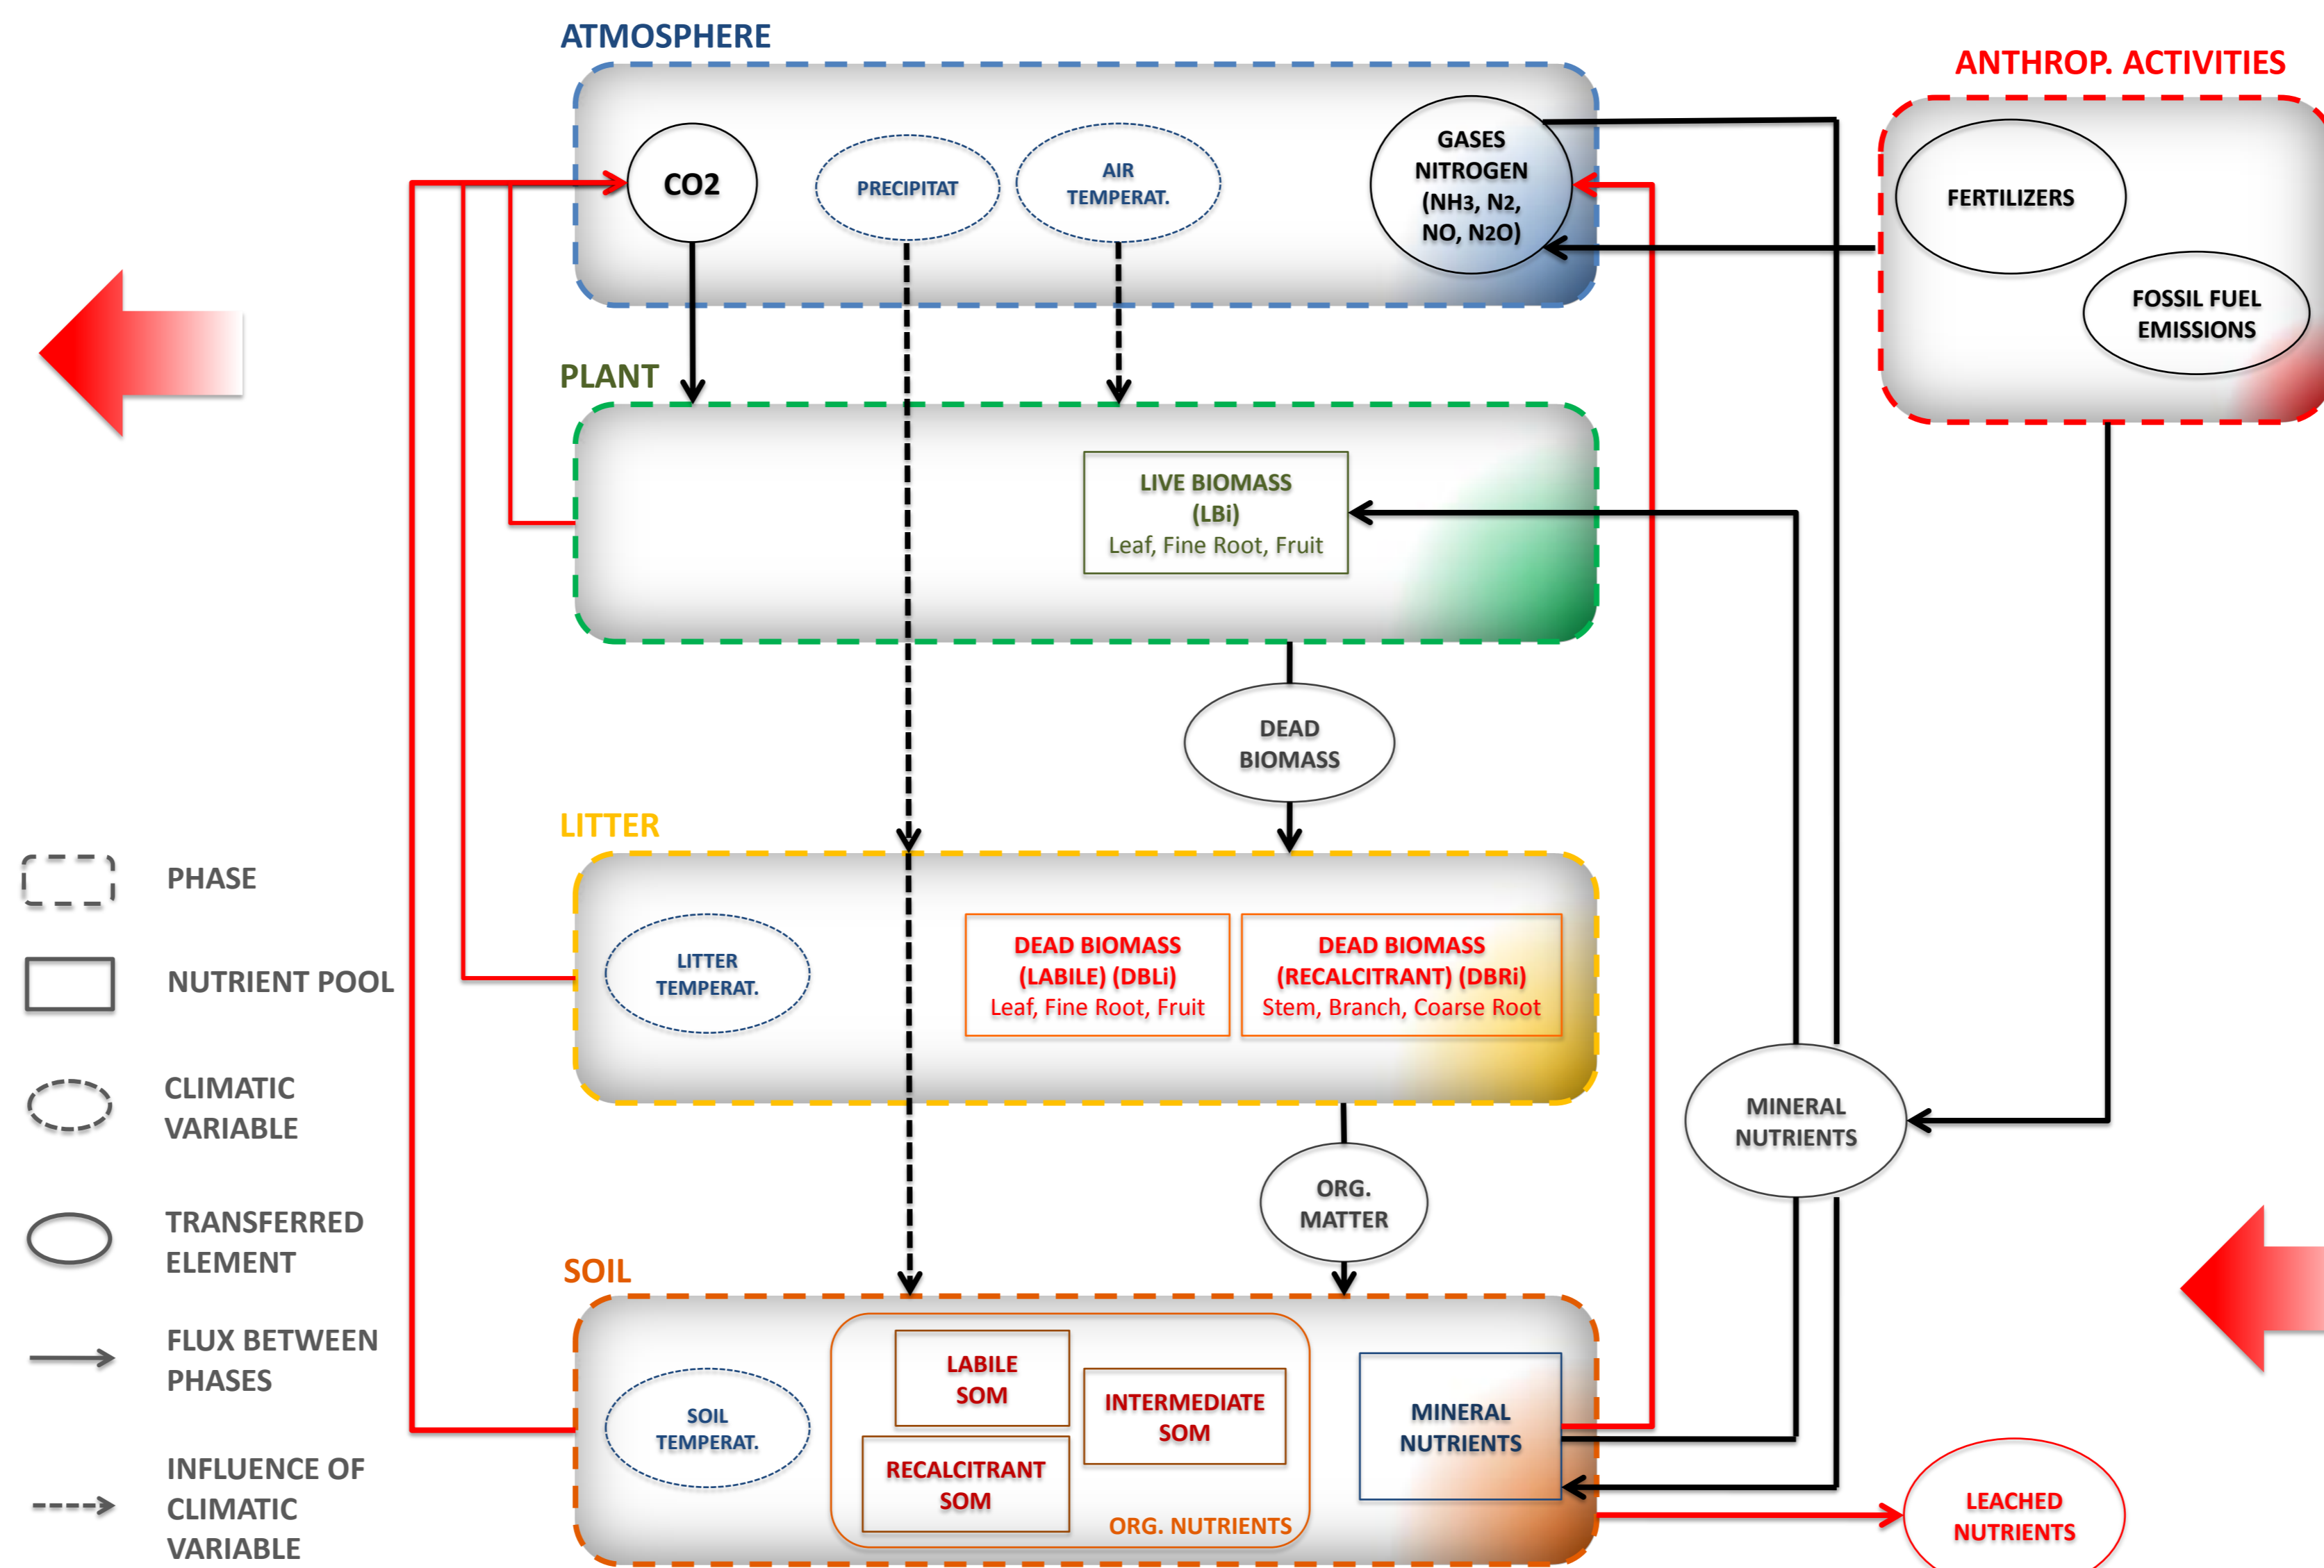 ATMOSPHERE
ANTHROP. ACTIVITIES
CO2
PRECIPITAT
AIR
TEMPERAT.
GASES
NITROGEN
(NH3, N2,
NO, N2O)
FERTILIZERS
FOSSIL FUEL
EMISSIONS
PLANT
LIVE BIOMASS
(LBi)
Leaf, Fine Root, Fruit
DEAD
BIOMASS
LITTER
LITTER
TEMPERAT.
DEAD BIOMASS
(LABILE) (DBLi)
Leaf, Fine Root, Fruit
DEAD BIOMASS
(RECALCITRANT) (DBRi)
Stem, Branch, Coarse Root
MINERAL
NUTRIENTS
ORG.
MATTER
SOIL
SOIL
TEMPERAT.
LABILE
SOM
INTERMEDIATE
SOM
RECALCITRANT
SOM
ORG. NUTRIENTS
MINERAL
NUTRIENTS
LEACHED
NUTRIENTS
PHASE
NUTRIENT POOL
CLIMATIC
VARIABLE
TRANSFERRED
ELEMENT
FLUX BETWEEN
PHASES
INFLUENCE OF
CLIMATIC
VARIABLE